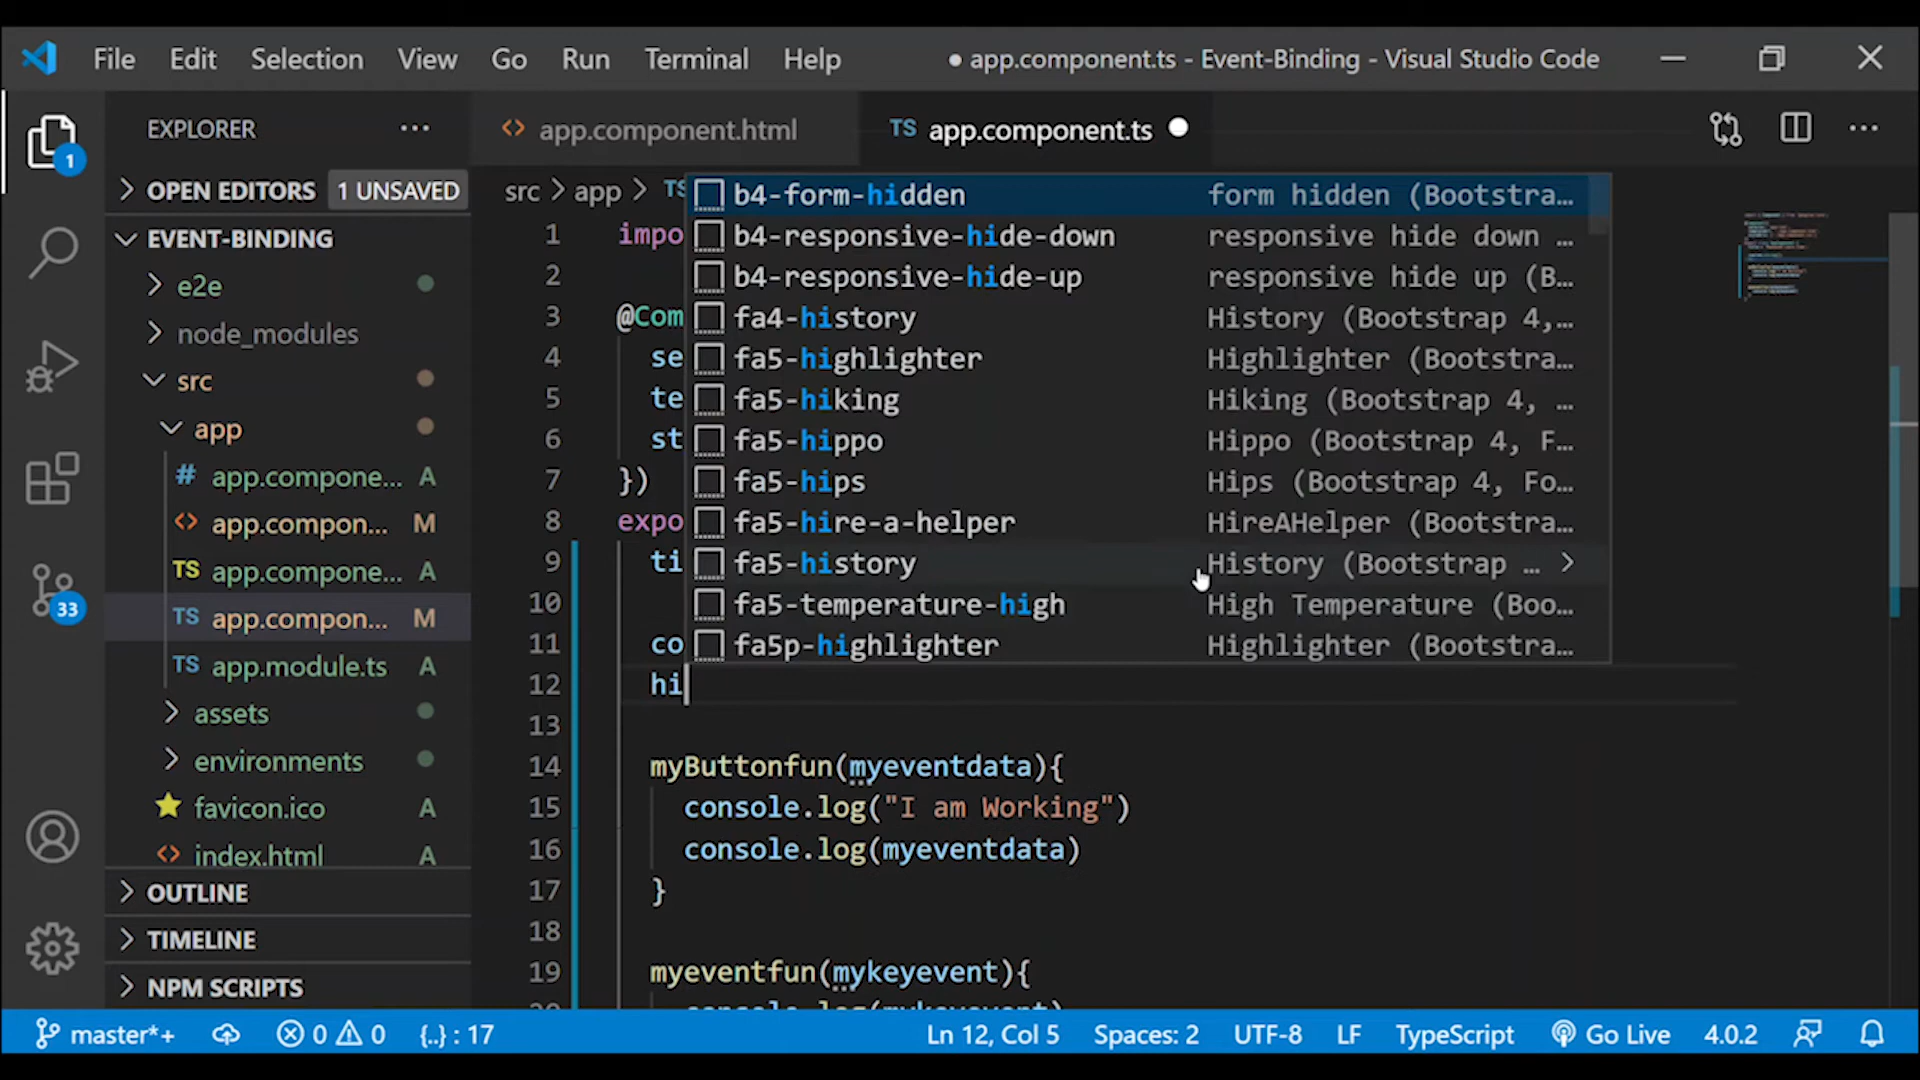 File Edit Selection View Go Run Terminal Help ● app.component.ts - Event-Binding - Visual Studio Code
EXPLORER ···
<> app.component.html
TS app.component.ts
OPEN EDITORS 1 UNSAVED
EVENT-BINDING
e2e
node_modules
src
app
# app.compone... A
<> app.compon... M
TS app.compone... A
TS app.compon... M
TS app.module.ts A
assets
environments
favicon.ico A
<> index.html A
OUTLINE
TIMELINE
NPM SCRIPTS
1
33
src > app > TS
b4-form-hidden form hidden (Bootstra...
b4-responsive-hide-down responsive hide down ...
b4-responsive-hide-up responsive hide up (B...
fa4-history History (Bootstrap 4,...
fa5-highlighter Highlighter (Bootstra...
fa5-hiking Hiking (Bootstrap 4, ...
fa5-hippo Hippo (Bootstrap 4, F...
fa5-hips Hips (Bootstrap 4, Fo...
fa5-hire-a-helper HireAHelper (Bootstra...
fa5-history History (Bootstrap ... >
fa5-temperature-high High Temperature (Boo...
fa5p-highlighter Highlighter (Bootstra...
1 impo
2
3 @Com
4 se
5 te
6 st
7 })
8 expo
9 ti
10
11 co
12 hi
13
14 myButtonfun(myeventdata){
15 console.log("I am Working")
16 console.log(myeventdata)
17 }
18
19 myeventfun(mykeyevent){
20 console.log(mykeyevent)
master*+ 0 0 {..} : 17 Ln 12, Col 5 Spaces: 2 UTF-8 LF TypeScript Go Live 4.0.2